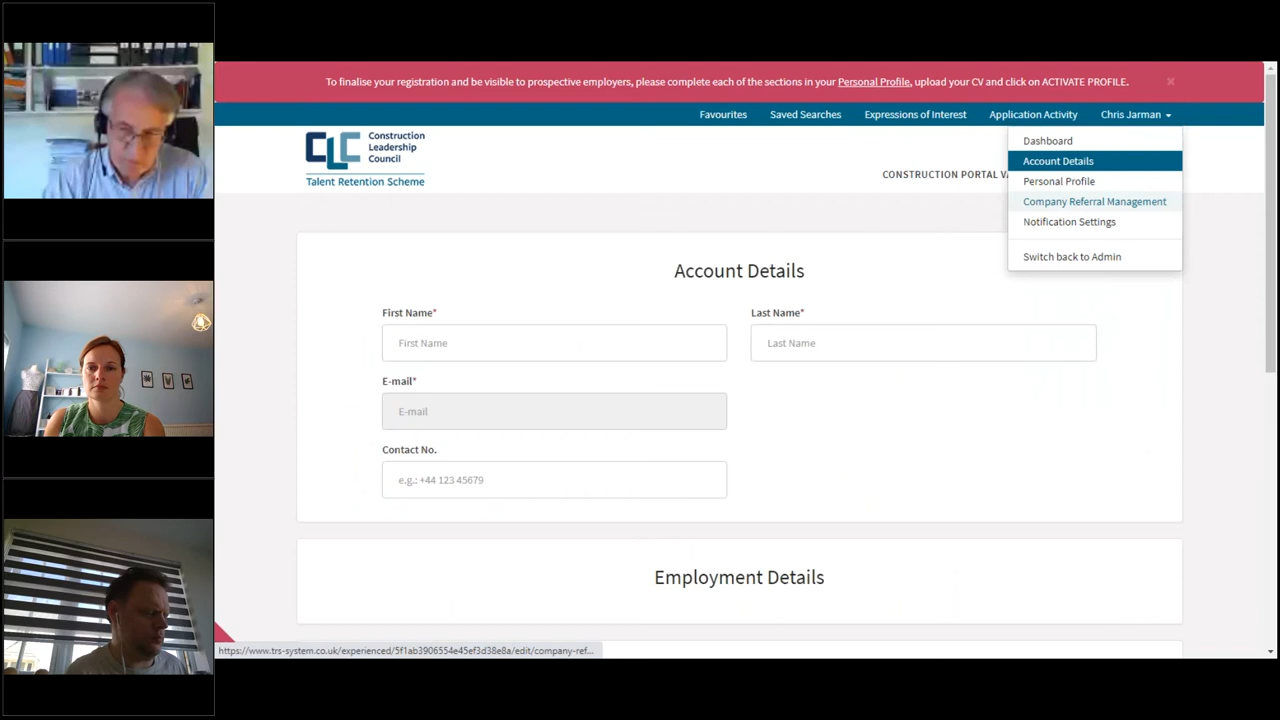 To finalise your registration and be visible to prospective employers, please complete each of the sections in your Personal Profile, upload your CV and click on ACTIVATE PROFILE.
×
Favourites Saved Searches Expressions of Interest Application Activity Chris Jarman
CLC Construction
Leadership
Council
Talent Retention Scheme
CONSTRUCTION PORTAL
Dashboard
Account Details
Personal Profile
Company Referral Management
Notification Settings
Switch back to Admin
Account Details
First Name* Last Name*
First Name Last Name
E-mail*
E-mail
Contact No.
e.g.: +44 123 45679
Employment Details
https://www.trs-system.co.uk/experienced/5f1ab3906554e45ef3d38e8a/edit/company-ref...